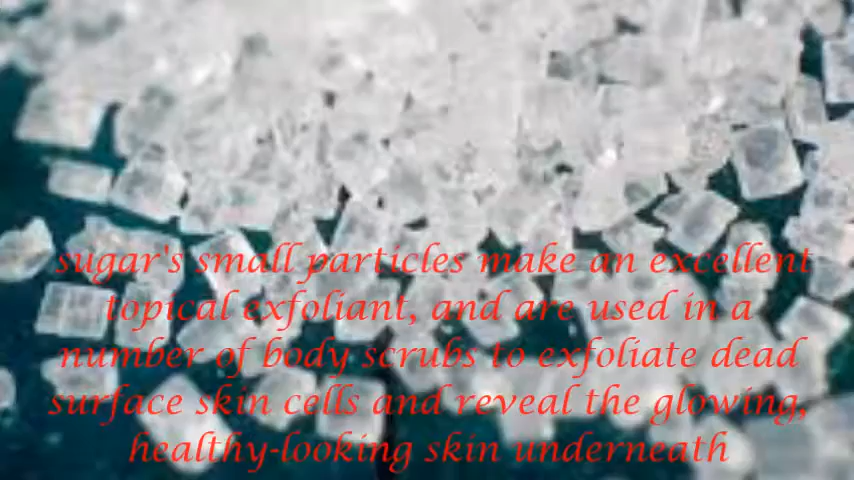 sugar's small particles make an excellent
topical exfoliant, and are used in a
number of body scrubs to exfoliate dead
surface skin cells and reveal the glowing,
healthy-looking skin underneath